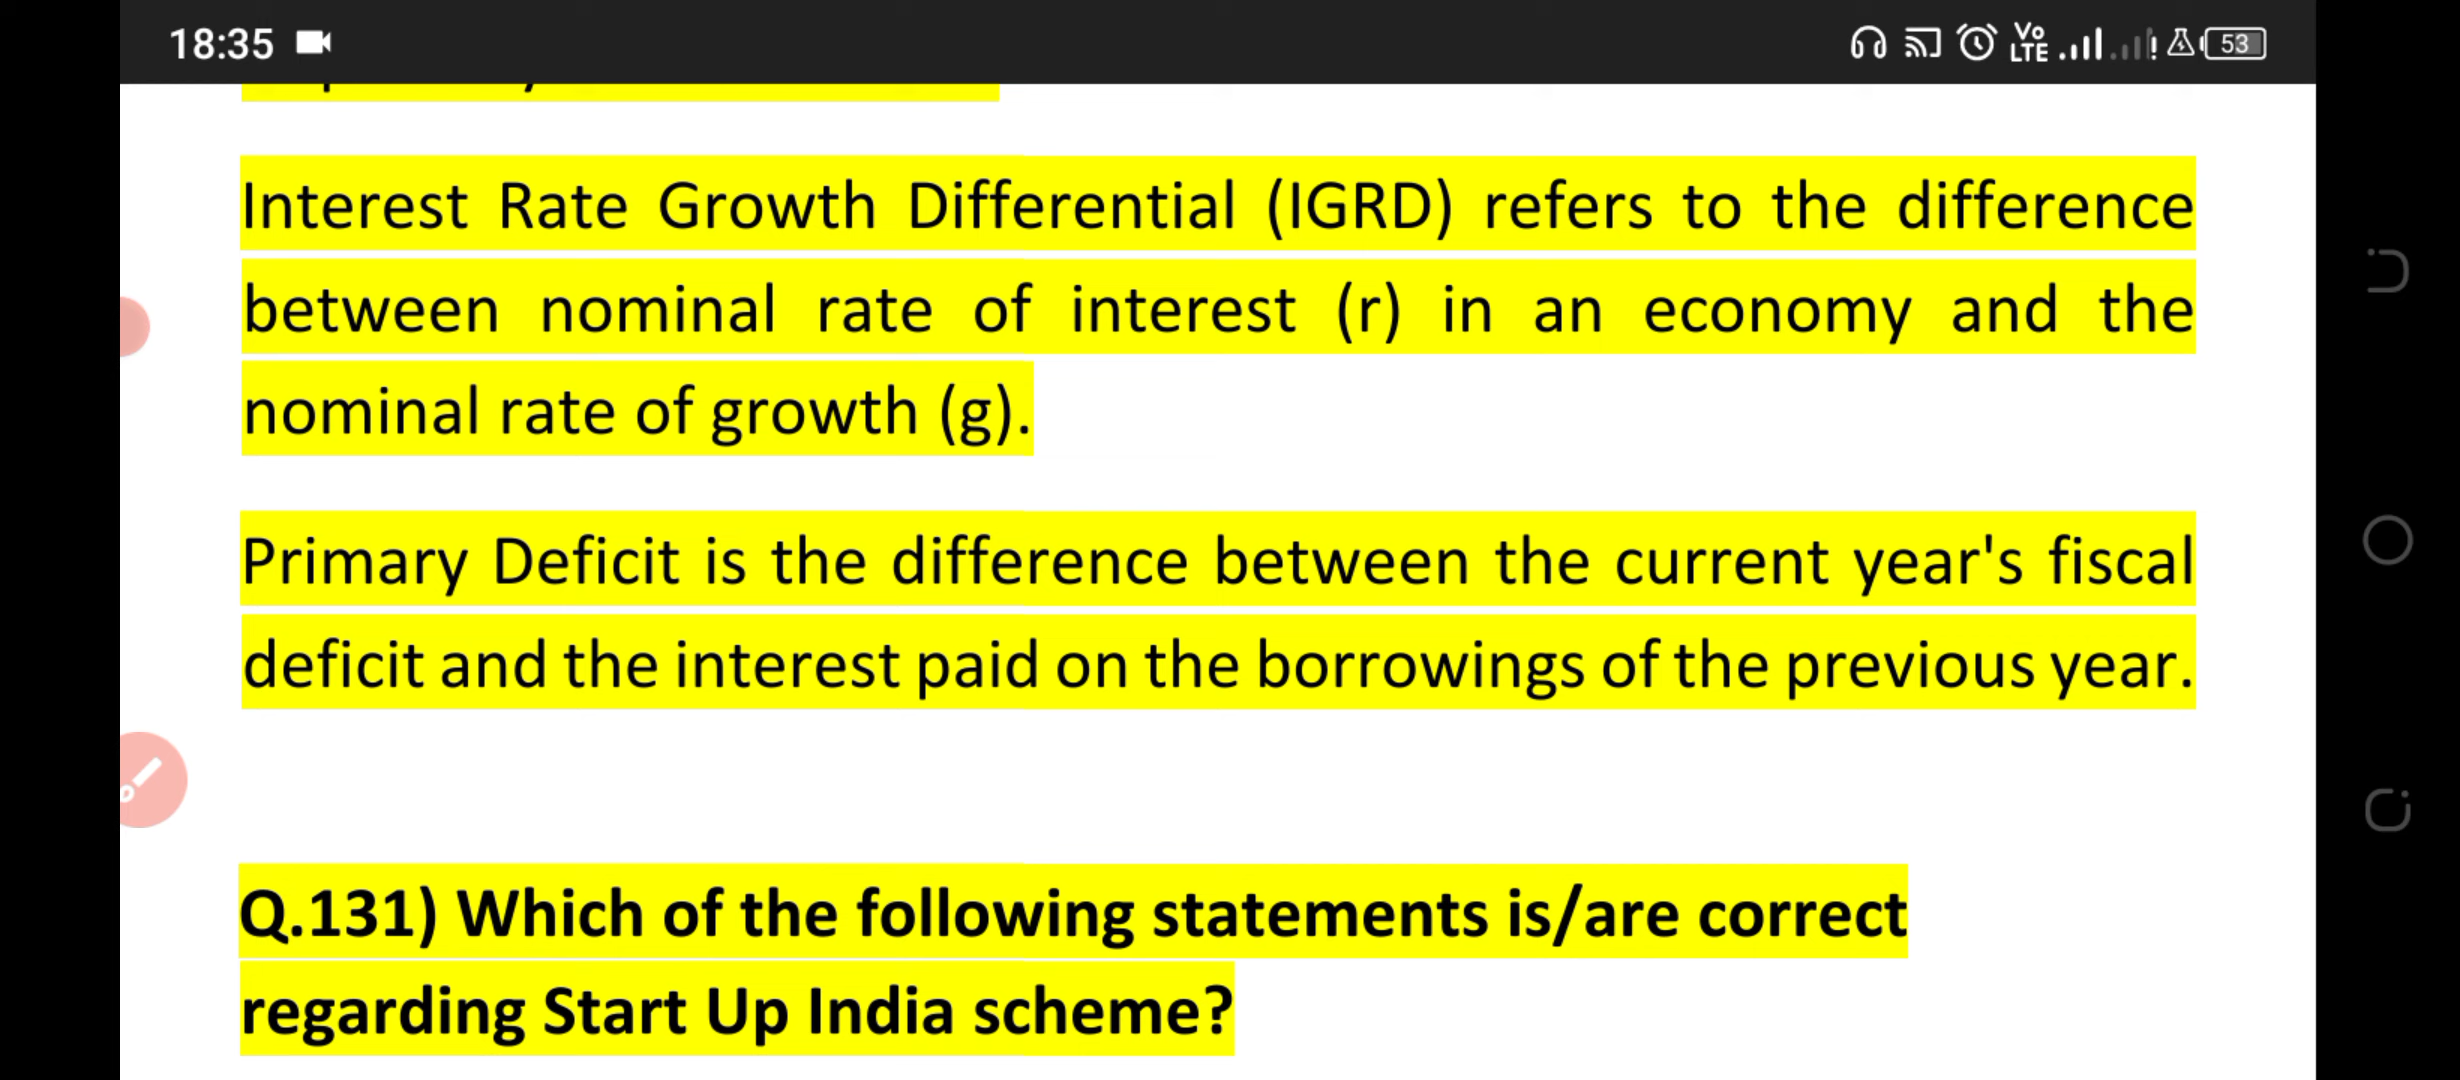 18:35
Vo LTE 53
Interest Rate Growth Differential (IGRD) refers to the difference
between nominal rate of interest (r) in an economy and the
nominal rate of growth (g).
Primary Deficit is the difference between the current year's fiscal
deficit and the interest paid on the borrowings of the previous year.
Q.131) Which of the following statements is/are correct
regarding Start Up India scheme?